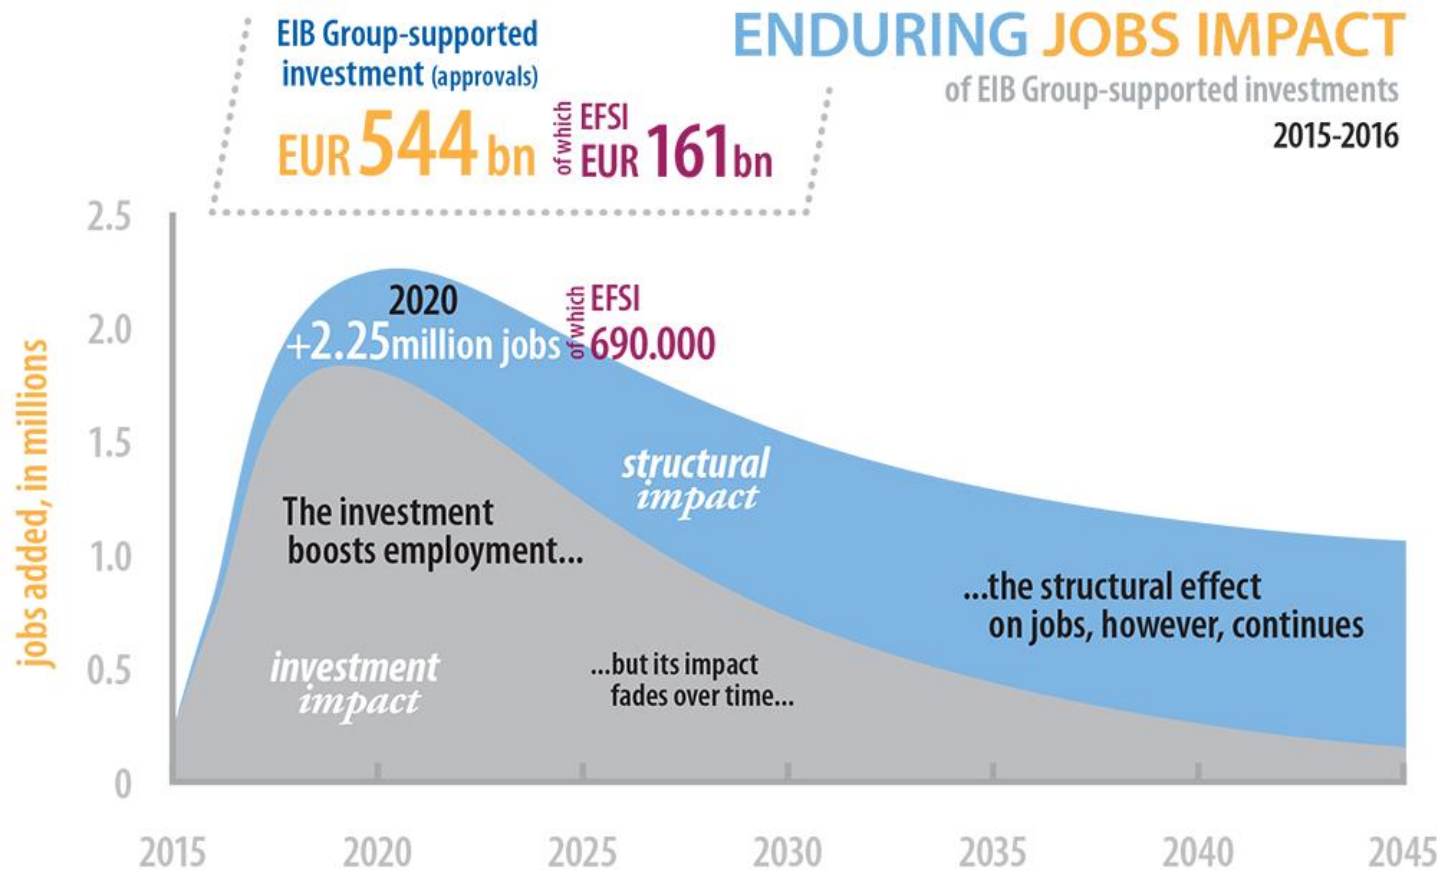 ENDURING JOBS IMPACT
of EIB Group-supported investments
2015-2016
EIB Group-supported
investment (approvals)
EUR 544 bn
of which
EFSI
EUR 161bn
jobs added, in millions
2.5
2.0
1.5
1.0
0.5
0
2020
+2.25million jobs
of which
EFSI
690.000
structural
impact
The investment
boosts employment...
...the structural effect
on jobs, however, continues
investment
impact
...but its impact
fades over time...
2015 2020 2025 2030 2035 2040 2045